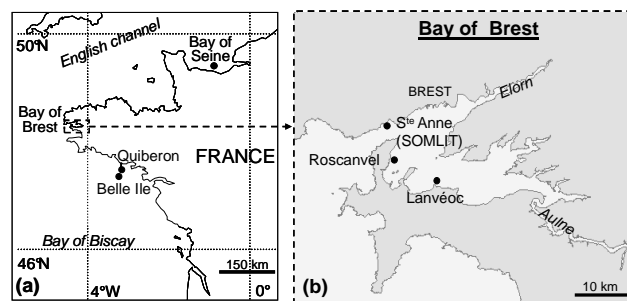 50°N
English channel
Bay of
Seine
Bay of
Brest
Quiberon
Belle Ile
FRANCE
Bay of Biscay
46°N
150 km
(a)
4°W
0°
Bay of Brest
BREST
Elorn
Ste Anne
(SOMLIT)
Roscanvel
Lanvéoc
Aulne
(b)
10 km